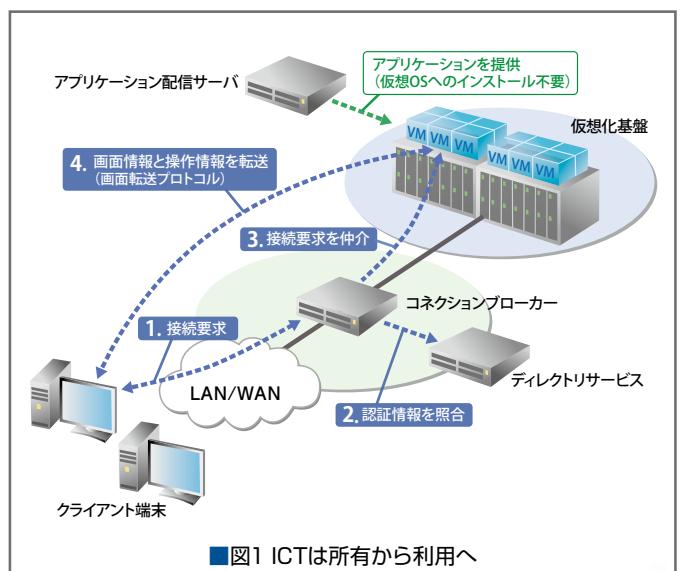 アプリケーション配信サーバ
アプリケーションを提供
(仮想OSへのインストール不要)
仮想化基盤
VM VM VM
VM VM VM
4. 画面情報と操作情報を転送
(画面転送プロトコル)
3. 接続要求を仲介
コネクションブローカー
1. 接続要求
LAN/WAN
ディレクトリサービス
2. 認証情報を照合
クライアント端末
■図1 ICTは所有から利用へ